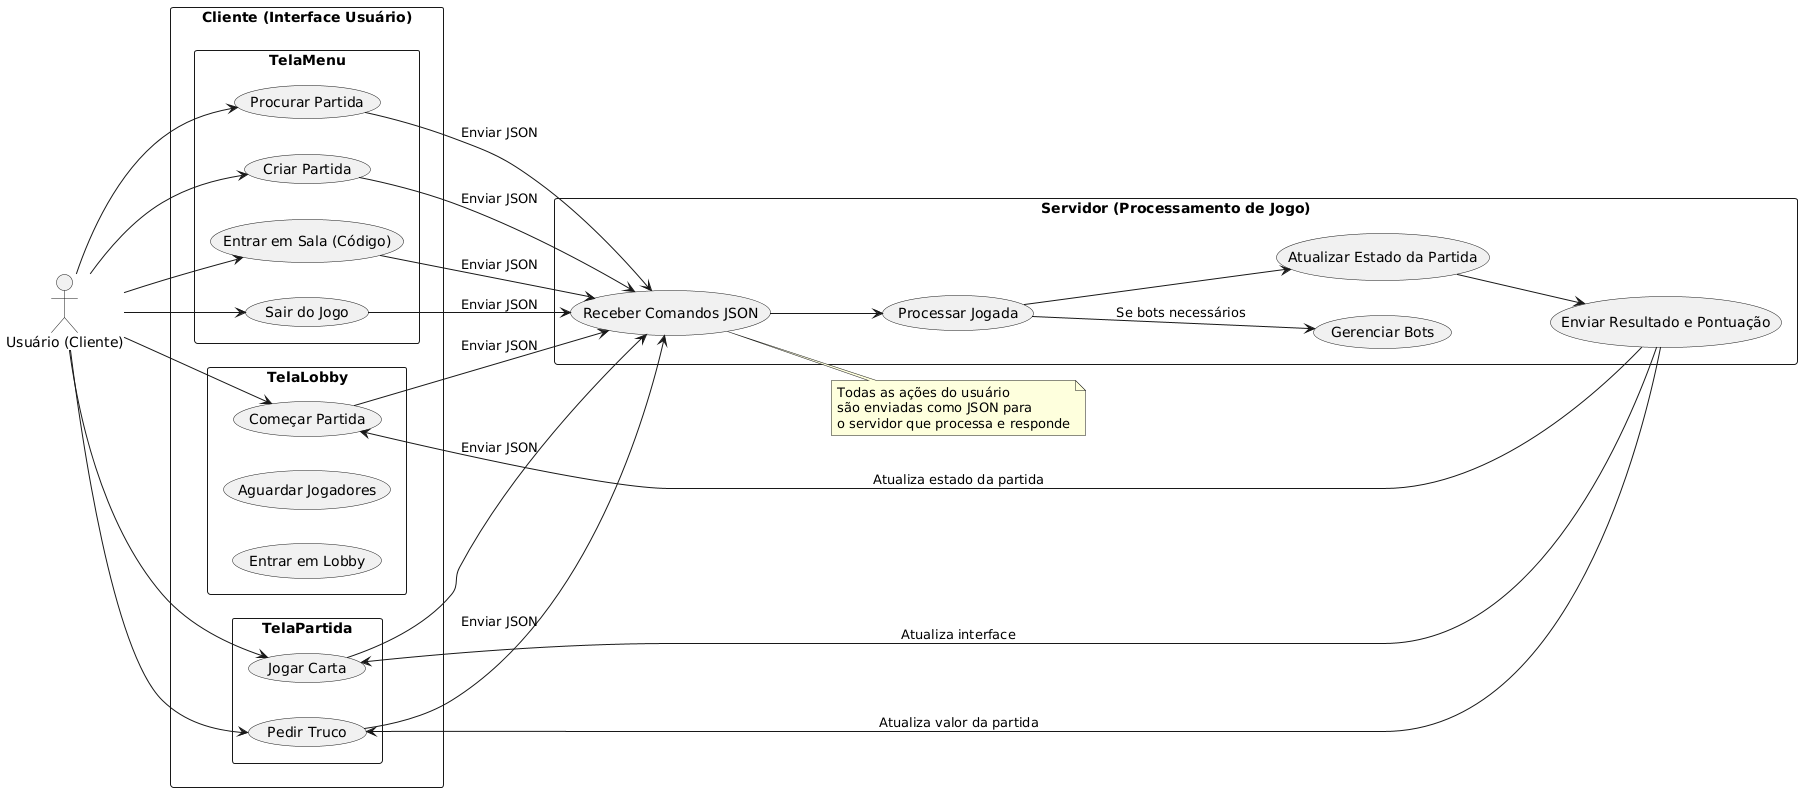 Cliente (Interface Usuário)
TelaMenu
Procurar Partida
Criar Partida
Entrar em Sala (Código)
Sair do Jogo
TelaLobby
Começar Partida
Aguardar Jogadores
Entrar em Lobby
TelaPartida
Jogar Carta
Pedir Truco
Usuário (Cliente)
Enviar JSON
Enviar JSON
Enviar JSON
Enviar JSON
Enviar JSON
Enviar JSON
Enviar JSON
Servidor (Processamento de Jogo)
Receber Comandos JSON
Processar Jogada
Atualizar Estado da Partida
Se bots necessários
Gerenciar Bots
Enviar Resultado e Pontuação
Todas as ações do usuário
são enviadas como JSON para
o servidor que processa e responde
Atualiza estado da partida
Atualiza interface
Atualiza valor da partida